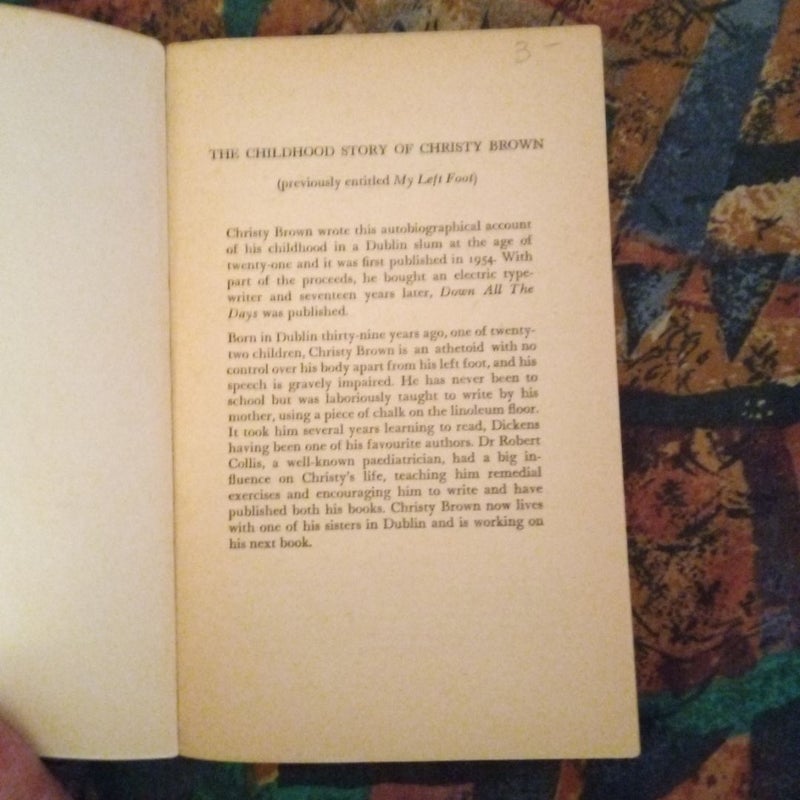 3 -
THE CHILDHOOD STORY OF CHRISTY BROWN
(previously entitled My Left Foot)
Christy Brown wrote this autobiographical account
of his childhood in a Dublin slum at the age of
twenty-one and it was first published in 1954. With
part of the proceeds, he bought an electric type-
writer and seventeen years later, Down All The
Days was published.
Born in Dublin thirty-nine years ago, one of twenty-
two children, Christy Brown is an athetoid with no
control over his body apart from his left foot, and his
speech is gravely impaired. He has never been to
school but was laboriously taught to write by his
mother, using a piece of chalk on the linoleum floor.
It took him several years learning to read, Dickens
having been one of his favourite authors. Dr Robert
Collis, a well-known paediatrician, had a big in-
fluence on Christy's life, teaching him remedial
exercises and encouraging him to write and have
published both his books. Christy Brown now lives
with one of his sisters in Dublin and is working on
his next book.